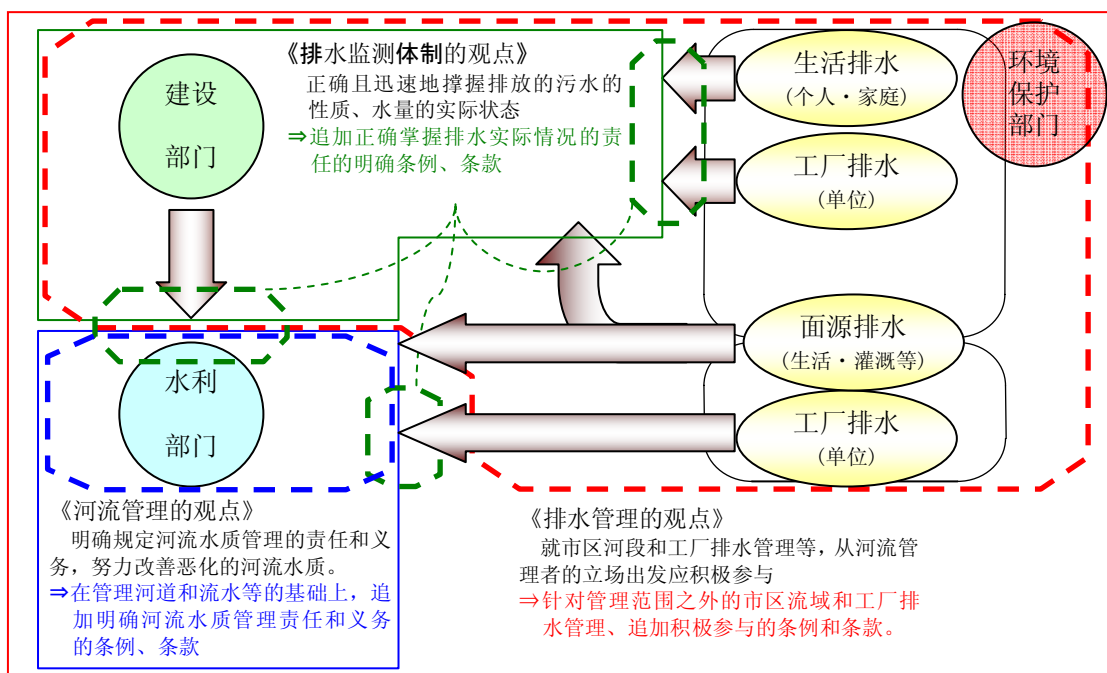 建设
部门
《排水监测体制的观点》
正确且迅速地撑握排放的污水的
性质、水量的实际状态
⇒追加正确掌握排水实际情况的责
任的明确条例、条款
生活排水
(个人・家庭)
环境
保护
部门
工厂排水
(单位)
面源排水
(生活・灌溉等)
工厂排水
(单位)
水利
部门
《河流管理的观点》
明确规定河流水质管理的责任和义
务，努力改善恶化的河流水质。
⇒在管理河道和流水等的基础上，追
加明确河流水质管理责任和义务
的条例、条款
《排水管理的观点》
就市区河段和工厂排水管理等，从河流管
理者的立场出发应积极参与
⇒针对管理范围之外的市区流域和工厂排
水管理、追加积极参与的条例和条款。